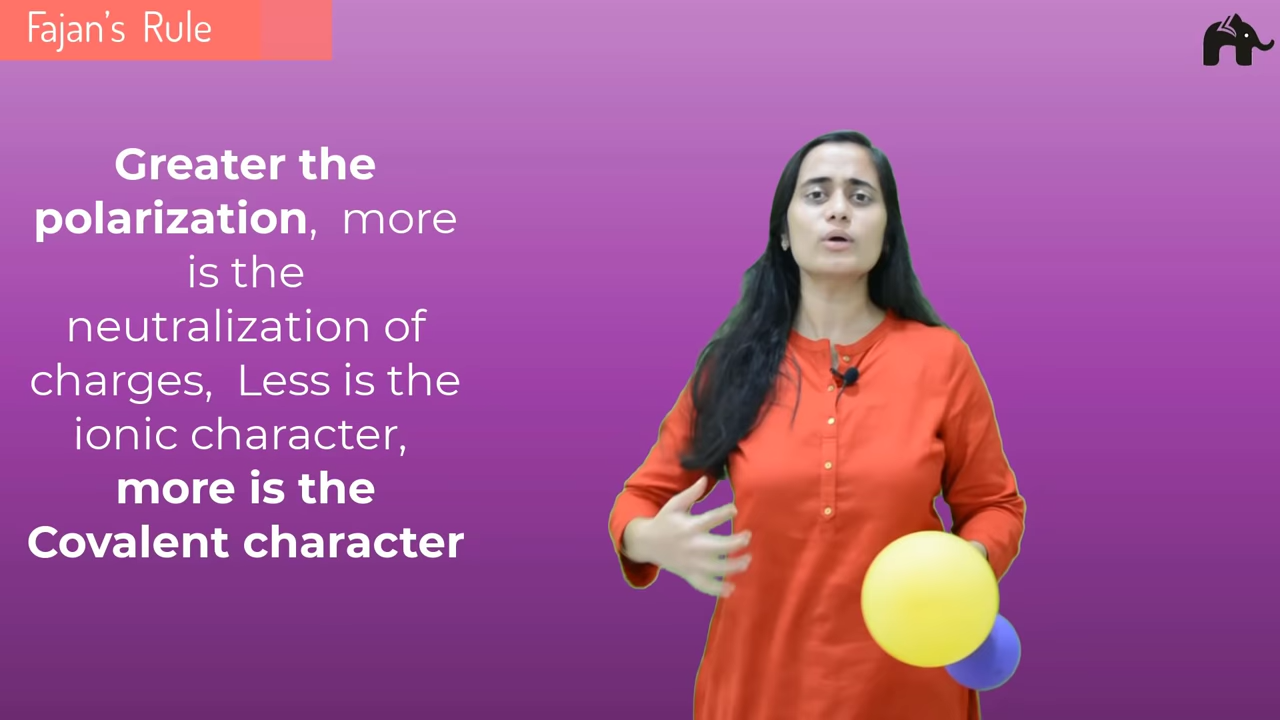 Fajan's Rule
Greater the
polarization, more
is the
neutralization of
charges, Less is the
ionic character,
more is the
Covalent character